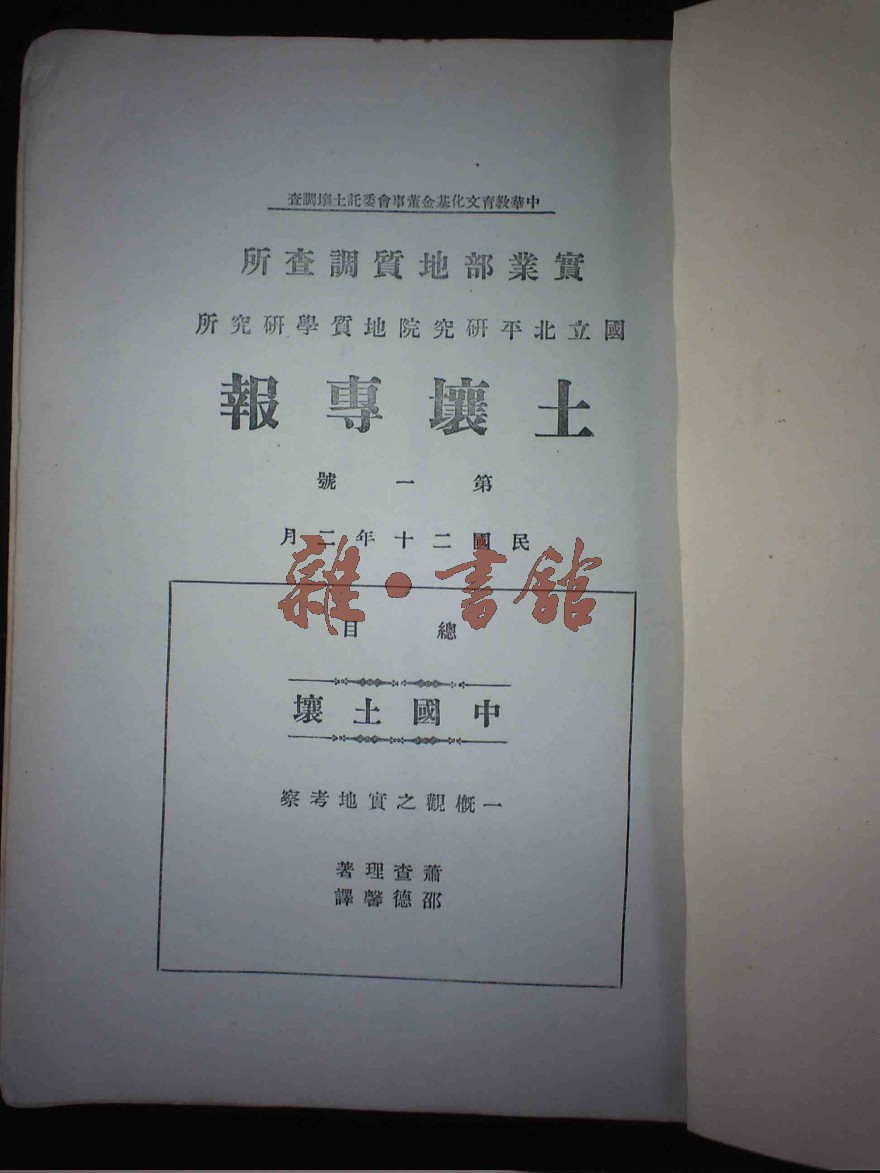 中華教育文化基金董事會委託土壤調查
實業部地質調查所
國立北平研究院地質學研究所
土壤專報
第一號
民國二十年二月
雜·書館
總目
中國土壤
一概觀之實地考察
蕭查理著
邵德馨譯